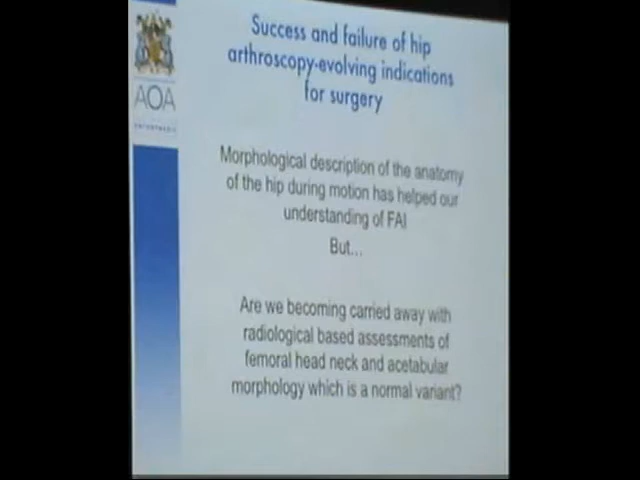 Success and failure of hip
arthroscopy-evolving indications
for surgery
AOA
Morphological description of the anatomy
of the hip during motion has helped our
understanding of FAI
But...
Are we becoming carried away with
radiological based assessments of
femoral head neck and acetabular
morphology which is a normal variant?